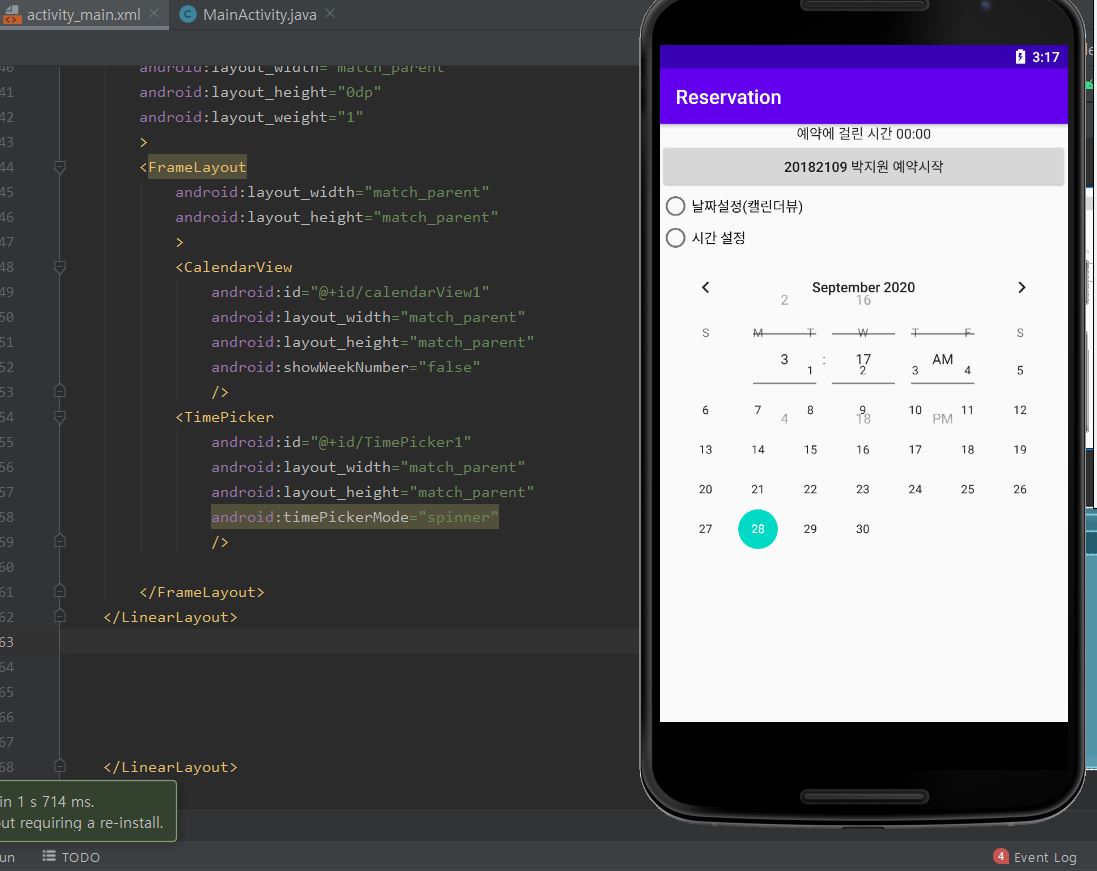 activity_main.xml
MainActivity.java
40 android:layout_width="match_parent"
41 android:layout_height="0dp"
42 android:layout_weight="1"
43 >
44 <FrameLayout
45 android:layout_width="match_parent"
46 android:layout_height="match_parent"
47 >
48 <CalendarView
49 android:id="@+id/calendarView1"
50 android:layout_width="match_parent"
51 android:layout_height="match_parent"
52 android:showWeekNumber="false"
53 />
54 <TimePicker
55 android:id="@+id/TimePicker1"
56 android:layout_width="match_parent"
57 android:layout_height="match_parent"
58 android:timePickerMode="spinner"
59 />
60
61 </FrameLayout>
62 </LinearLayout>
63
64
65
66
67
68 </LinearLayout>
in 1 s 714 ms.
out requiring a re-install.
un
TODO
4 Event Log
3:17
Reservation
예약에 걸린 시간 00:00
20182109 박지원 예약시작
날짜설정(캘린더뷰)
시간 설정
September 2020
2 16
S M T W T F S
3 : 17 AM
1 2 3 4 5
6 7 8 9 10 11 12
4 18 PM
13 14 15 16 17 18 19
20 21 22 23 24 25 26
27 28 29 30